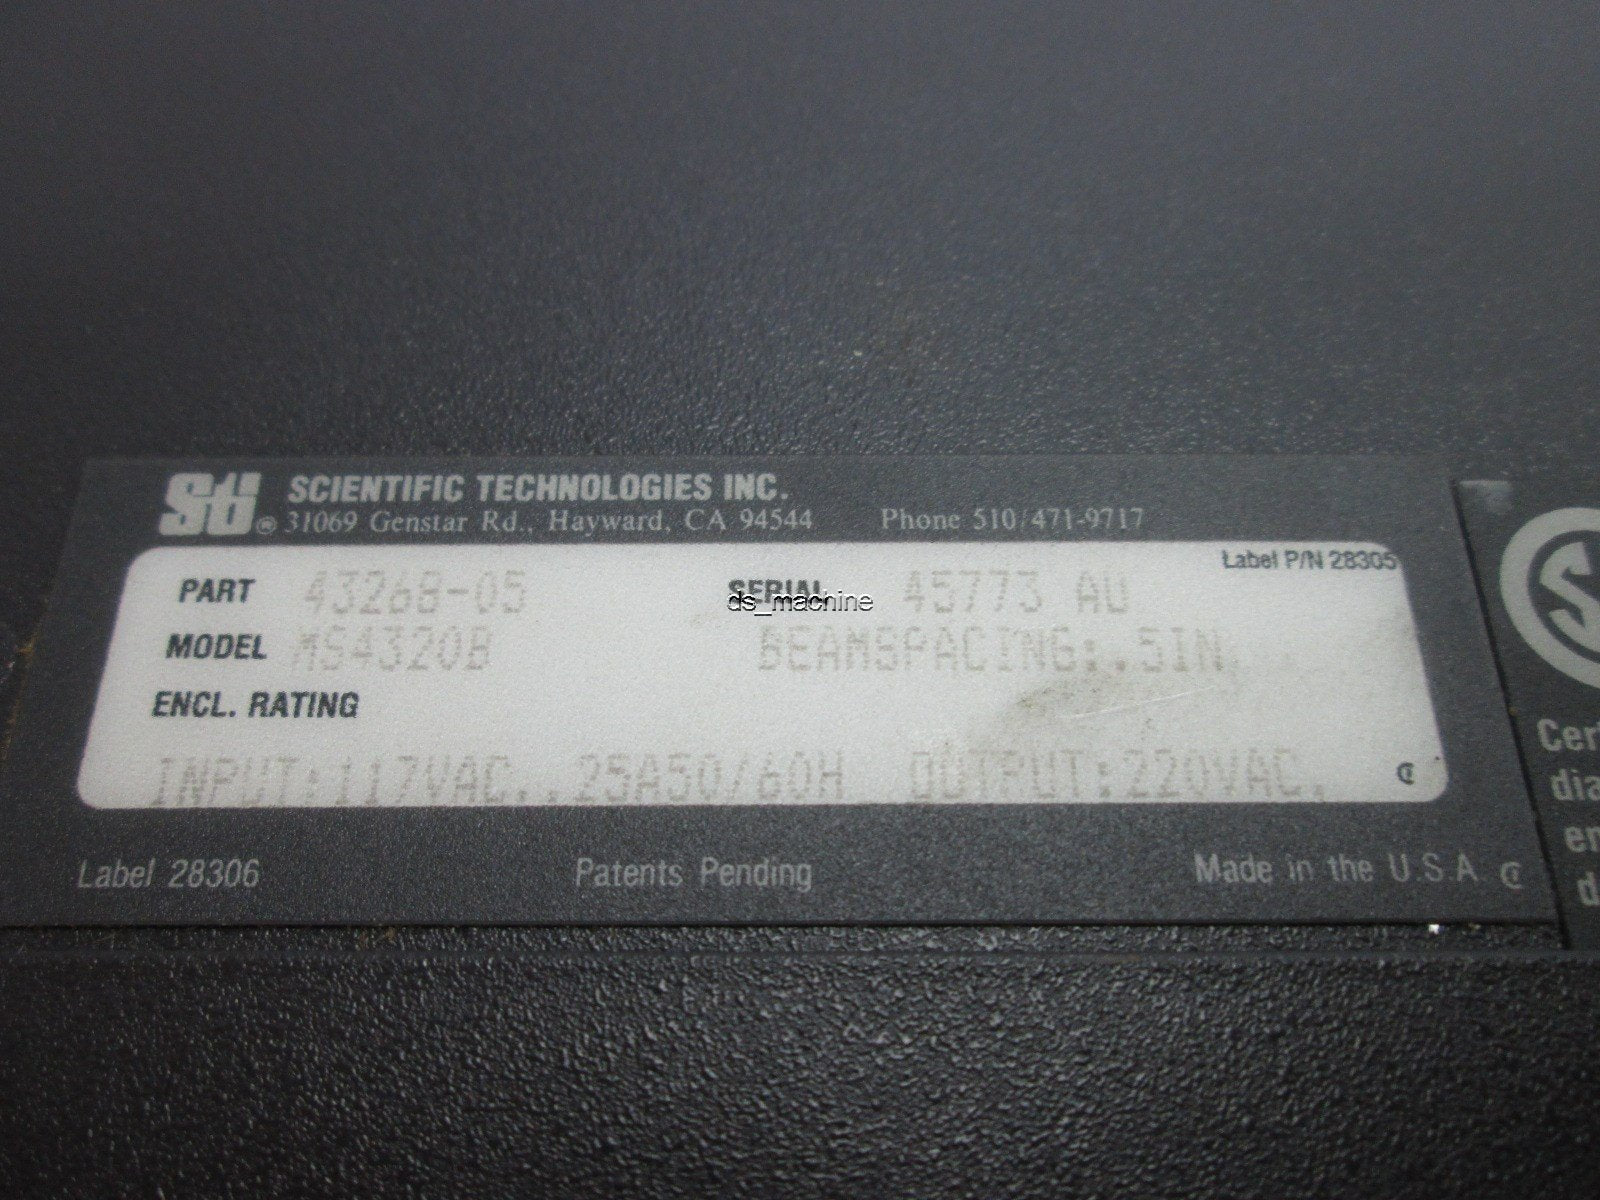 Sti® SCIENTIFIC TECHNOLOGIES INC.
31069 Genstar Rd., Hayward, CA 94544 Phone 510/471-9717
Label P/N 28305
PART 43268-05 SERIAL 45773 AU
ds_machine
MODEL MS4320B BEAMSPACING:.5IN.
ENCL. RATING
INPUT:117VAC,.25A50/60H OUTPUT:220VAC,
Label 28306 Patents Pending Made in the U.S.A.